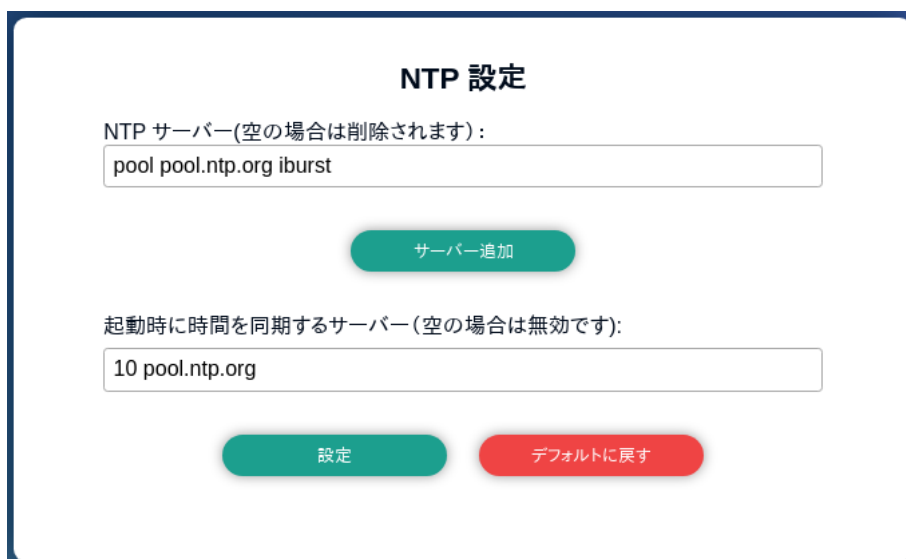 NTP 設定
NTP サーバー(空の場合は削除されます）:
pool pool.ntp.org iburst
サーバー追加
起動時に時間を同期するサーバー（空の場合は無効です):
10 pool.ntp.org
設定 デフォルトに戻す